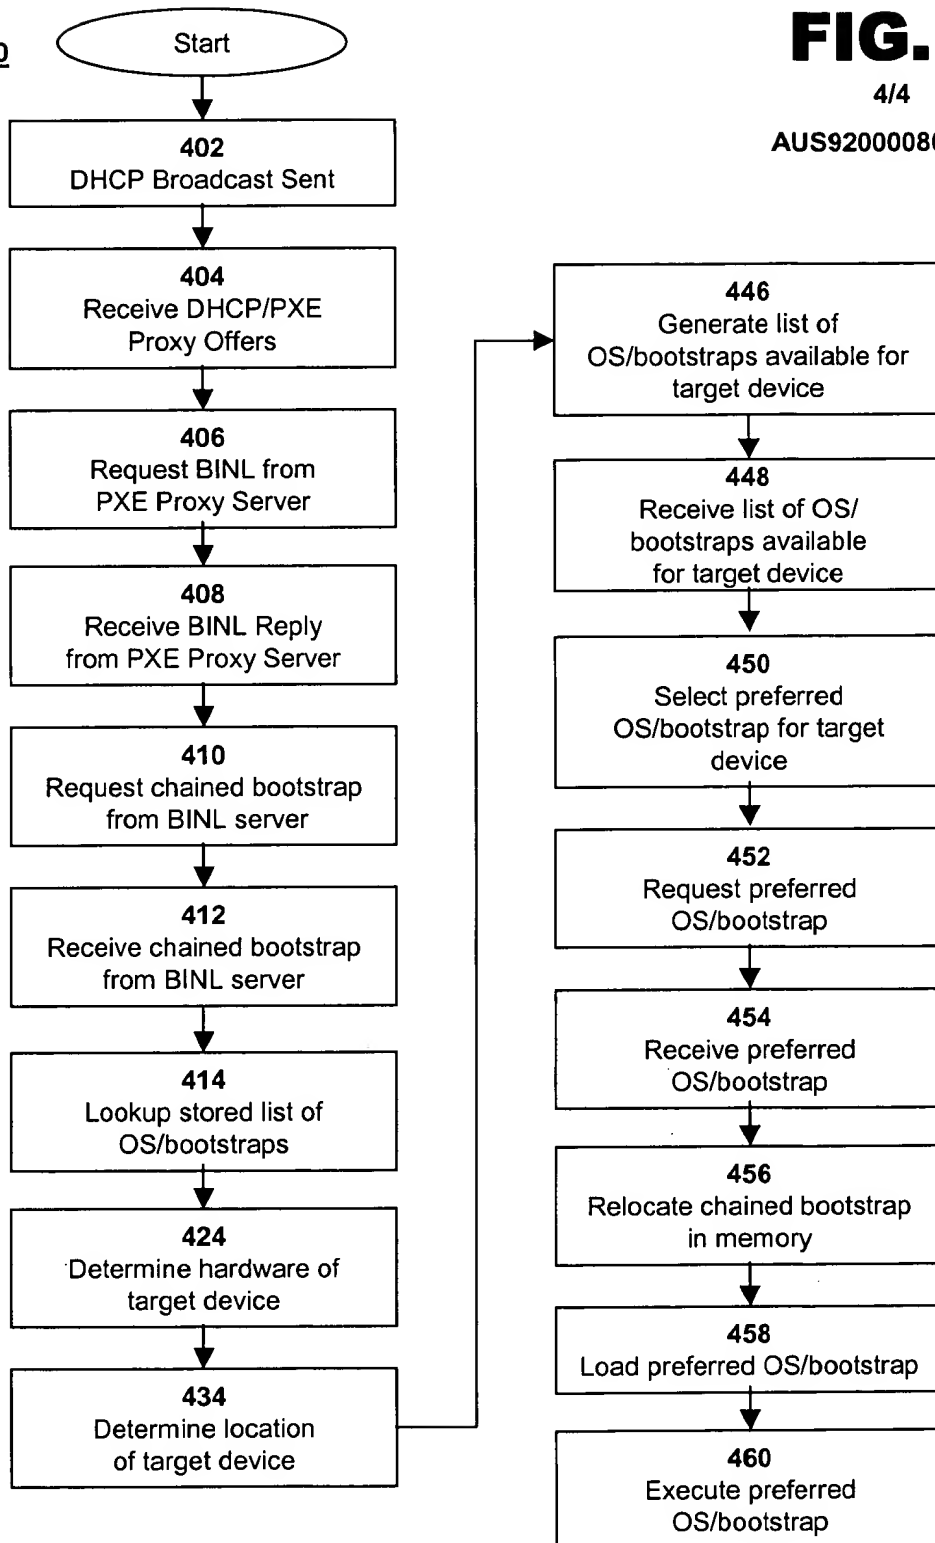 Start
FIG.
4/4
402
DHCP Broadcast Sent
404
Receive DHCP/PXE
Proxy Offers
406
Request BINL from
PXE Proxy Server
408
Receive BINL Reply
from PXE Proxy Server
410
Request chained bootstrap
from BINL server
412
Receive chained bootstrap
from BINL server
414
Lookup stored list of
OS/bootstraps
424
Determine hardware of
target device
434
Determine location
of target device
446
Generate list of
OS/bootstraps available for
target device
448
Receive list of OS/
bootstraps available
for target device
450
Select preferred
OS/bootstrap for target
device
452
Request preferred
OS/bootstrap
454
Receive preferred
OS/bootstrap
456
Relocate chained bootstrap
in memory
458
Load preferred OS/bootstrap
460
Execute preferred
OS/bootstrap